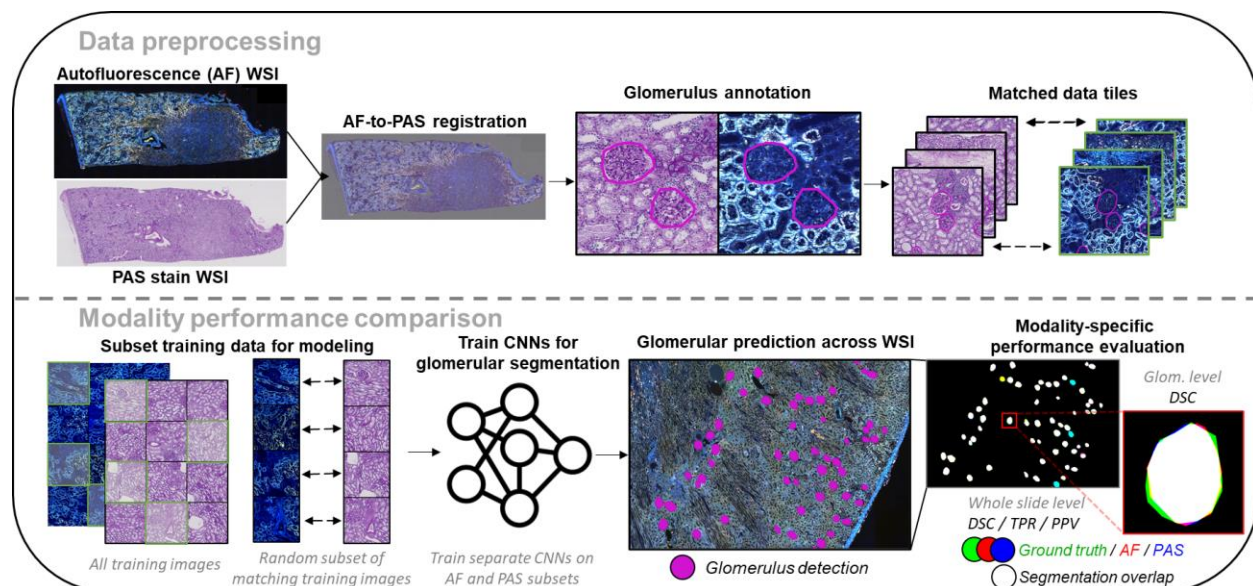 Data preprocessing
Autofluorescence (AF) WSI
PAS stain WSI
AF-to-PAS registration
Glomerulus annotation
Matched data tiles
Modality performance comparison
Subset training data for modeling
All training images
Random subset of
matching training images
Train CNNs for
glomerular segmentation
Train separate CNNs on
AF and PAS subsets
Glomerular prediction across WSI
Glomerulus detection
Modality-specific
performance evaluation
Glom. level
DSC
Whole slide level
DSC / TPR / PPV
Ground truth / AF / PAS
Segmentation overlap